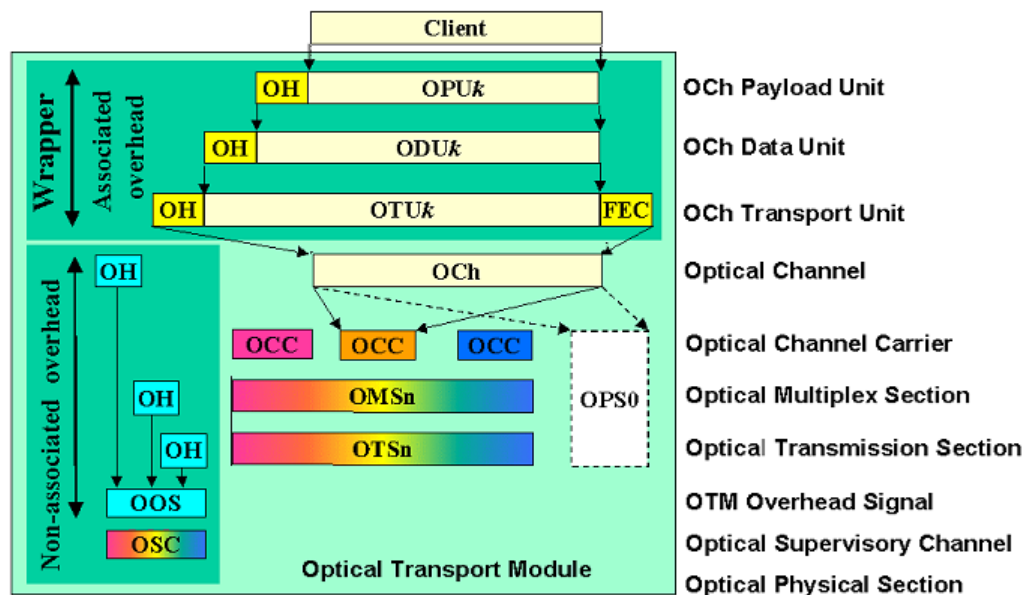 Client
OH OPUk OCh Payload Unit
OH ODUk OCh Data Unit
OH OTUk FEC OCh Transport Unit
Wrapper
Associated
overhead
OH OCh Optical Channel
OCC OCC OCC Optical Channel Carrier
OH OMSn OPS0 Optical Multiplex Section
OH OTSn Optical Transmission Section
OOS OTM Overhead Signal
OSC Optical Supervisory Channel
Non-associated overhead
Optical Transport Module
Optical Physical Section